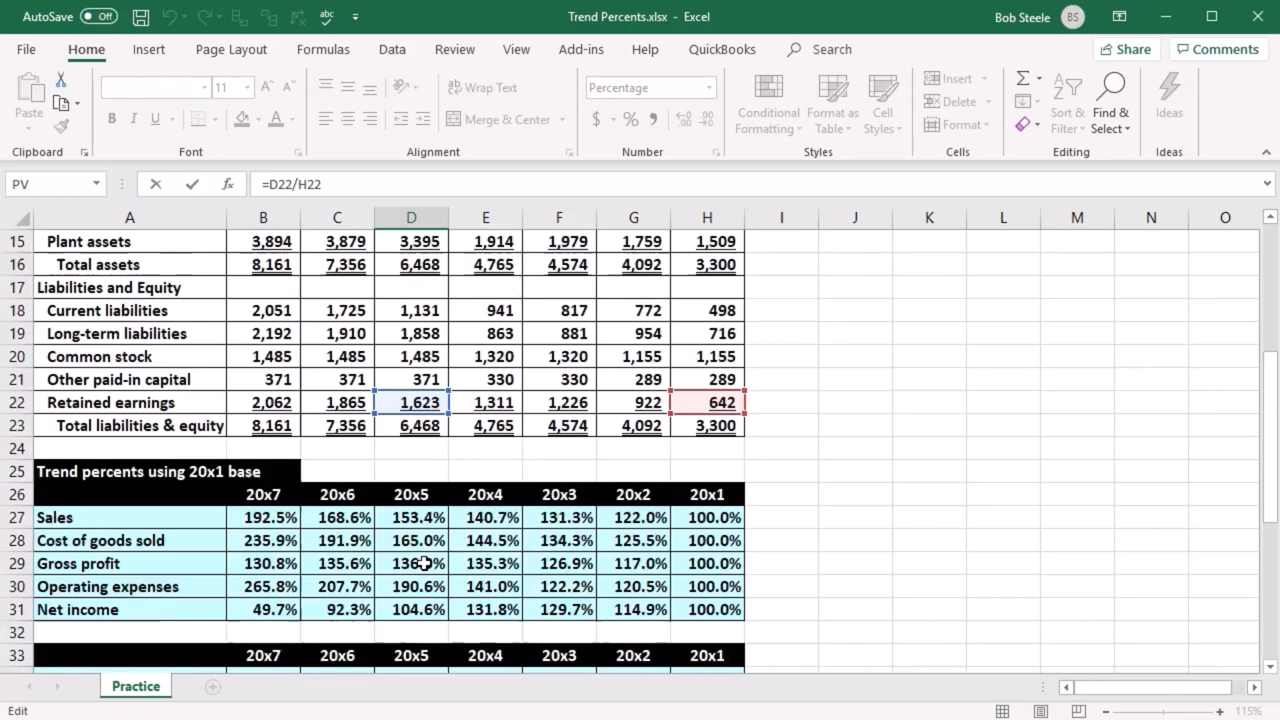 AutoSave Off abc Trend Percents.xlsx - Excel Bob Steele BS
File Home Insert Page Layout Formulas Data Review View Add-ins Help QuickBooks Search Share Comments
Paste 11 A A Wrap Text Percentage Conditional Formatting Format as Table Cell Styles Insert Σ Sort & Filter Find & Select Ideas
B I U A Merge & Center $ % , Delete
Format
Clipboard Font Alignment Number Styles Cells Editing Ideas
PV fx =D22/H22
A B C D E F G H I J K L M N O
15 Plant assets 3,894 3,879 3,395 1,914 1,979 1,759 1,509
16 Total assets 8,161 7,356 6,468 4,765 4,574 4,092 3,300
17 Liabilities and Equity
18 Current liabilities 2,051 1,725 1,131 941 817 772 498
19 Long-term liabilities 2,192 1,910 1,858 863 881 954 716
20 Common stock 1,485 1,485 1,485 1,320 1,320 1,155 1,155
21 Other paid-in capital 371 371 371 330 330 289 289
22 Retained earnings 2,062 1,865 1,623 1,311 1,226 922 642
23 Total liabilities & equity 8,161 7,356 6,468 4,765 4,574 4,092 3,300
24
25 Trend percents using 20x1 base
26 20x7 20x6 20x5 20x4 20x3 20x2 20x1
27 Sales 192.5% 168.6% 153.4% 140.7% 131.3% 122.0% 100.0%
28 Cost of goods sold 235.9% 191.9% 165.0% 144.5% 134.3% 125.5% 100.0%
29 Gross profit 130.8% 135.6% 135.3% 126.9% 117.0% 100.0%
30 Operating expenses 265.8% 207.7% 190.6% 141.0% 122.2% 120.5% 100.0%
31 Net income 49.7% 92.3% 104.6% 131.8% 129.7% 114.9% 100.0%
32
33 20x7 20x6 20x5 20x4 20x3 20x2 20x1
Practice
Edit 115%